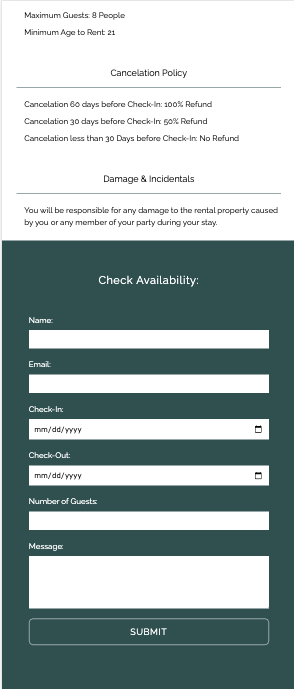 Maximum Guests: 8 People
Minimum Age to Rent: 21
Cancelation Policy
Cancelation 60 days before Check-In: 100% Refund
Cancelation 30 days before Check-In: 50% Refund
Cancelation less than 30 Days before Check-In: No Refund
Damage & Incidentals
You will be responsible for any damage to the rental property caused
by you or any member of your party during your stay.
Check Availability:
Name:
Email:
Check-In:
mm/dd/yyyy
Check-Out:
mm/dd/yyyy
Number of Guests:
Message:
SUBMIT